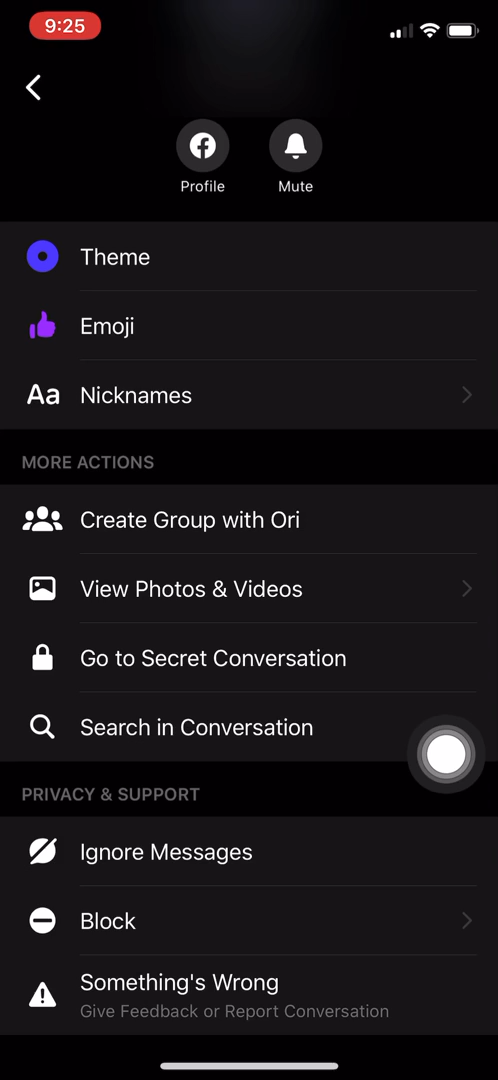 9:25
Profile
Mute
Theme
Emoji
Aa Nicknames
MORE ACTIONS
Create Group with Ori
View Photos & Videos
Go to Secret Conversation
Search in Conversation
PRIVACY & SUPPORT
Ignore Messages
Block
Something's Wrong
Give Feedback or Report Conversation